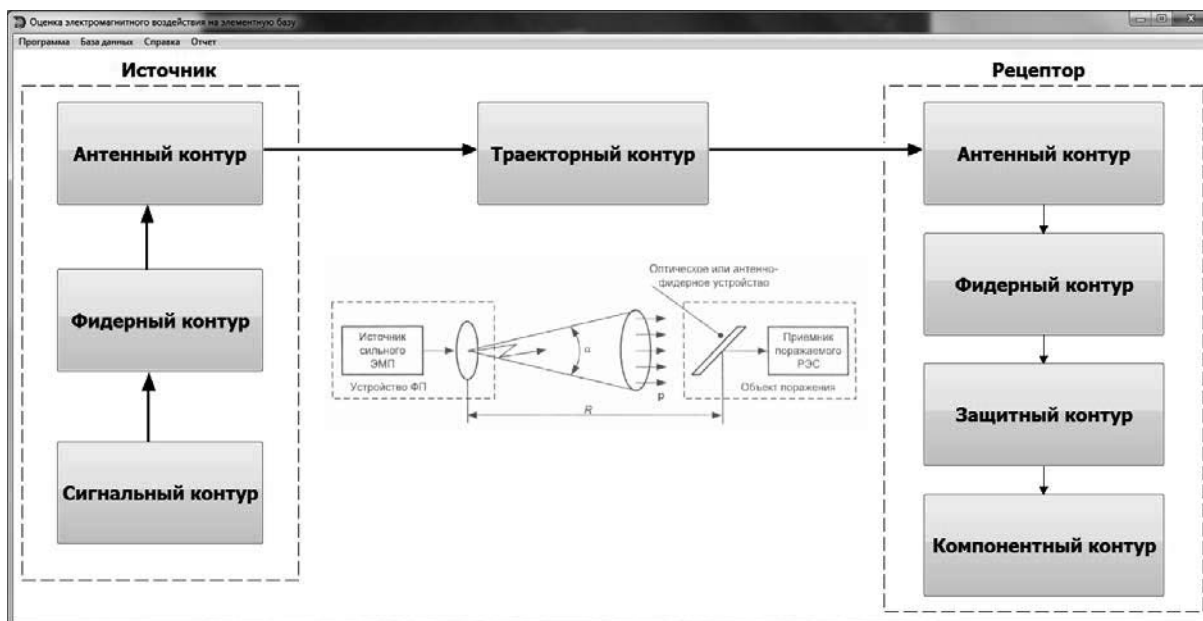 Оценка электромагнитного воздействия на элементную базу
Программа База данных Справка Отчет
Источник
Рецептор
Антенный контур
Траекторный контур
Антенный контур
Фидерный контур
Фидерный контур
Сигнальный контур
Защитный контур
Компонентный контур
Оптическое или антенно-
фидерное устройство
Источник
сильного
ЭМП
Устройство ФП
α
p
R
Приемник
поражаемого
РЭС
Объект поражения